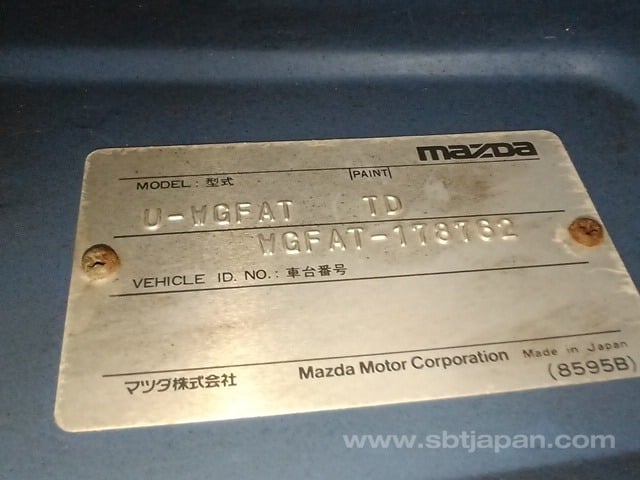 mazda
MODEL : 型式 PAINT
U-WGFAT TD
WGFAT-178762
VEHICLE ID. NO. : 車台番号
マツダ株式会社 Mazda Motor Corporation Made in Japan
(8595B)
www.sbtjapan.com